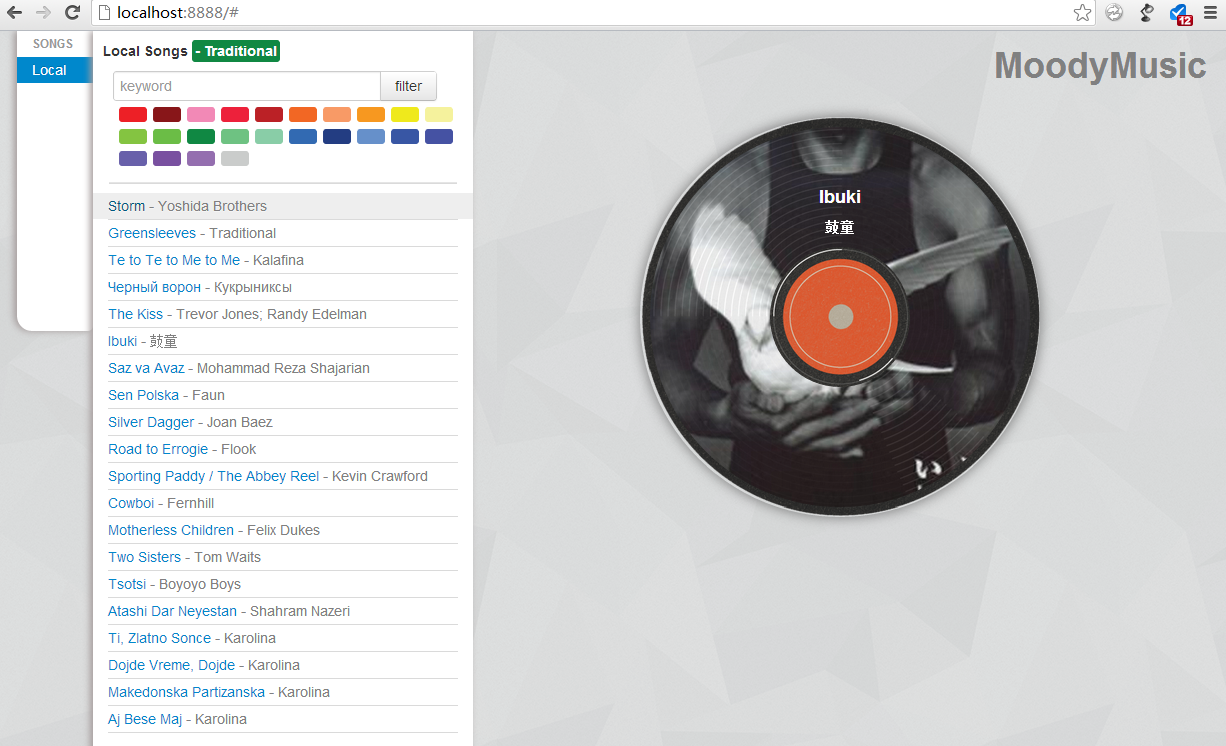 localhost:8888/#
12
SONGS
Local
Local Songs - Traditional
keyword
filter
Storm - Yoshida Brothers
Greensleeves - Traditional
Te to Te to Me to Me - Kalafina
Черный ворон - Кукрыниксы
The Kiss - Trevor Jones; Randy Edelman
Ibuki - 鼓童
Saz va Avaz - Mohammad Reza Shajarian
Sen Polska - Faun
Silver Dagger - Joan Baez
Road to Errogie - Flook
Sporting Paddy / The Abbey Reel - Kevin Crawford
Cowboi - Fernhill
Motherless Children - Felix Dukes
Two Sisters - Tom Waits
Tsotsi - Boyoyo Boys
Atashi Dar Neyestan - Shahram Nazeri
Ti, Zlatno Sonce - Karolina
Dojde Vreme, Dojde - Karolina
Makedonska Partizanska - Karolina
Aj Bese Maj - Karolina
MoodyMusic
Ibuki
鼓童
い